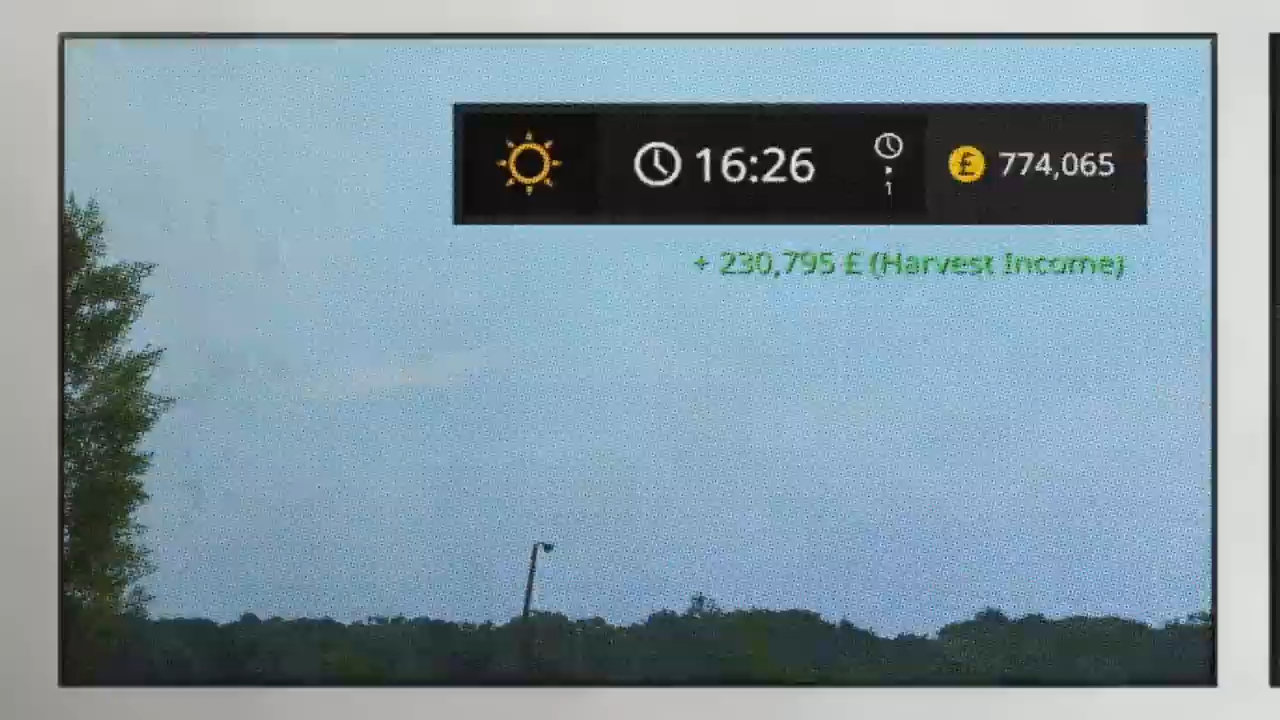 16:26
1
£ 774,065
+ 230,795 £ (Harvest Income)